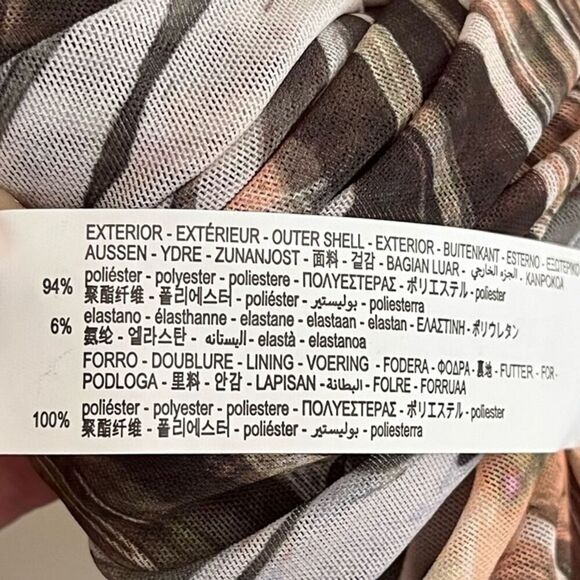 EXTERIOR - EXTÉRIEUR - OUTER SHELL - EXTERIOR - BUITENKANT - ESTERNO - ΕΞΩΤΕΡΙΚΟ
AUSSEN - YDRE - ZUNANJOST - 面料 - 겉감 - BAGIAN LUAR - الجزء الخارجي - KANPOKOA
94% poliéster - polyester - poliestere - ΠΟΛΥΕΣΤΕΡΑΣ - ポリエステル - poliester
聚酯纤维 - 폴리에스터 - poliéster - بوليستير - poliesterra
6% elastano - élasthanne - elastane - elastaan - elastan - ΕΛΑΣΤΙΝΗ - ポリウレタン
氨纶 - 엘라스탄 - اليستانه - elastà - elastanoa
FORRO - DOUBLURE - LINING - VOERING - FODERA - ΦΟΔΡΑ - 裏地 - FUTTER - FOR -
PODLOGA - 里料 - 안감 - LAPISAN - البطانة - FOLRE - FORRUAA
100% poliéster - polyester - poliestere - ΠΟΛΥΕΣΤΕΡΑΣ - ポリエステル - poliester
聚酯纤维 - 폴리에스터 - poliéster - بوليستير - poliesterra